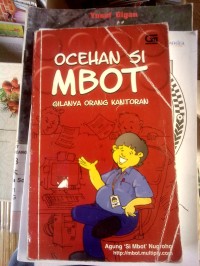 OCEHAN SI
MBOT
GILANYA ORANG KANTORAN
Agung 'Si Mbot' Nugroho
http://mbot.multiply.com